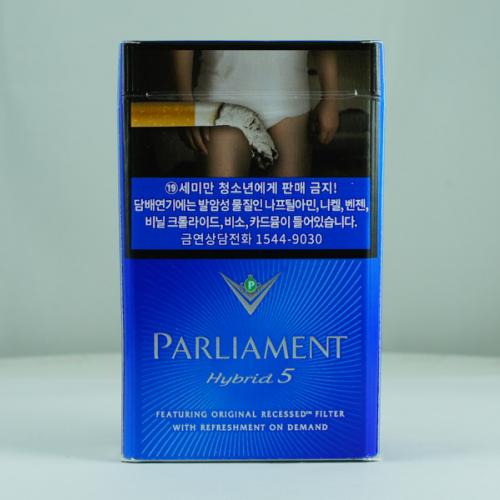 ⑲세미만 청소년에게 판매 금지!
담배연기에는 발암성 물질인 나프틸아민, 니켈, 벤젠,
비닐 크롤라이드, 비소, 카드뮴이 들어있습니다.
금연상담전화 1544-9030
P
PARLIAMENT
Hybrid 5
FEATURING ORIGINAL RECESSED™ FILTER
WITH REFRESHMENT ON DEMAND